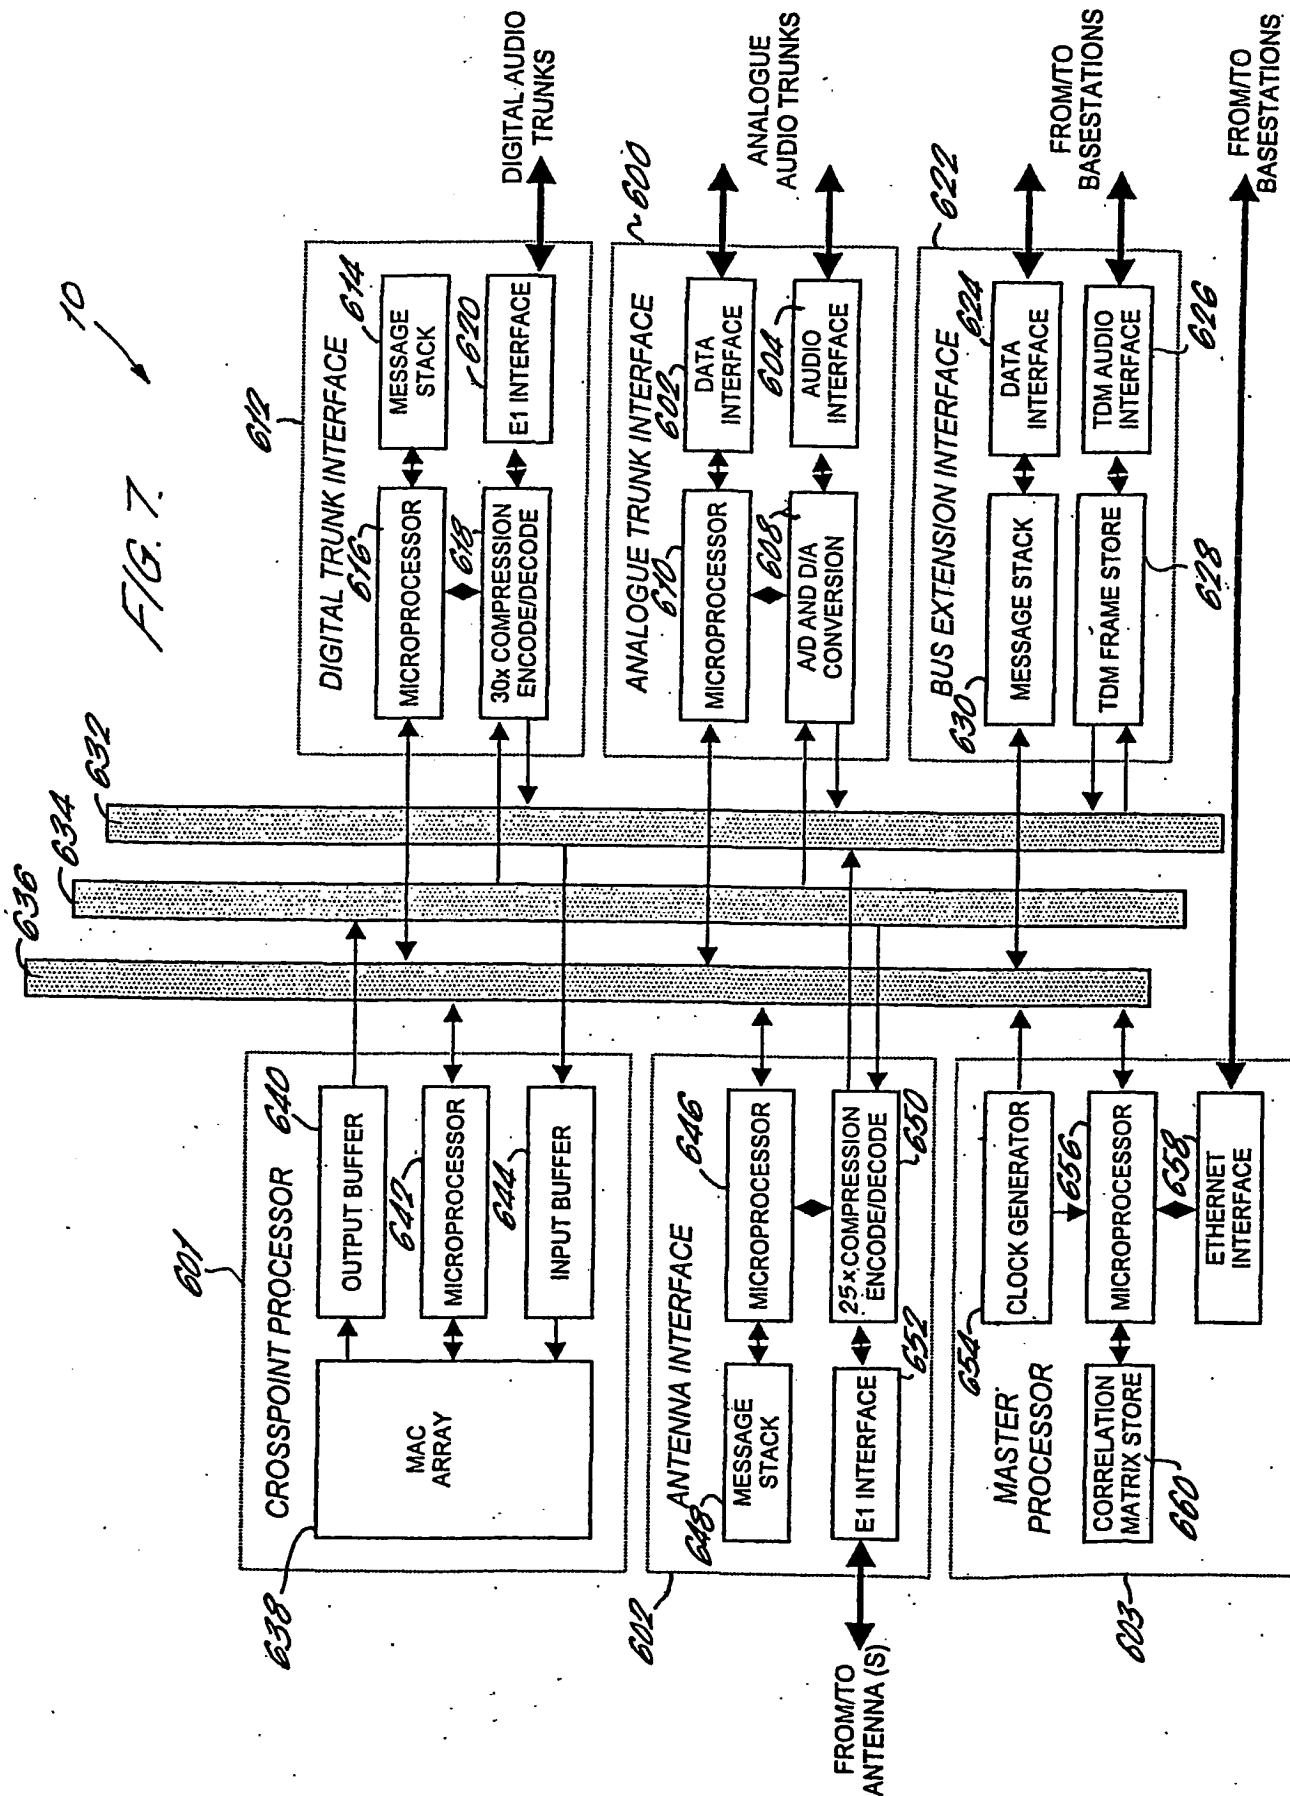 FIG. 7.
10
636
634
632
601
CROSSPOINT PROCESSOR
638
MAC
ARRAY
640
OUTPUT BUFFER
642
MICROPROCESSOR
644
INPUT BUFFER
602
ANTENNA INTERFACE
648
MESSAGE
STACK
646
MICROPROCESSOR
652
E1 INTERFACE
650
25x COMPRESSION
ENCODE/DECODE
FROM/TO
ANTENNA (S)
603
MASTER
PROCESSOR
654
CLOCK GENERATOR
656
MICROPROCESSOR
658
ETHERNET
INTERFACE
660
CORRELATION
MATRIX STORE
612
DIGITAL TRUNK INTERFACE
616
MICROPROCESSOR
614
MESSAGE
STACK
618
30x COMPRESSION
ENCODE/DECODE
620
E1 INTERFACE
DIGITAL AUDIO
TRUNKS
600
ANALOGUE TRUNK INTERFACE
610
MICROPROCESSOR
602
DATA
INTERFACE
608
A/D AND D/A
CONVERSION
604
AUDIO
INTERFACE
ANALOGUE
AUDIO TRUNKS
622
BUS EXTENSION INTERFACE
630
MESSAGE STACK
624
DATA
INTERFACE
628
TDM FRAME STORE
626
TDM AUDIO
INTERFACE
FROM/TO
BASESTATIONS
FROM/TO
BASESTATIONS